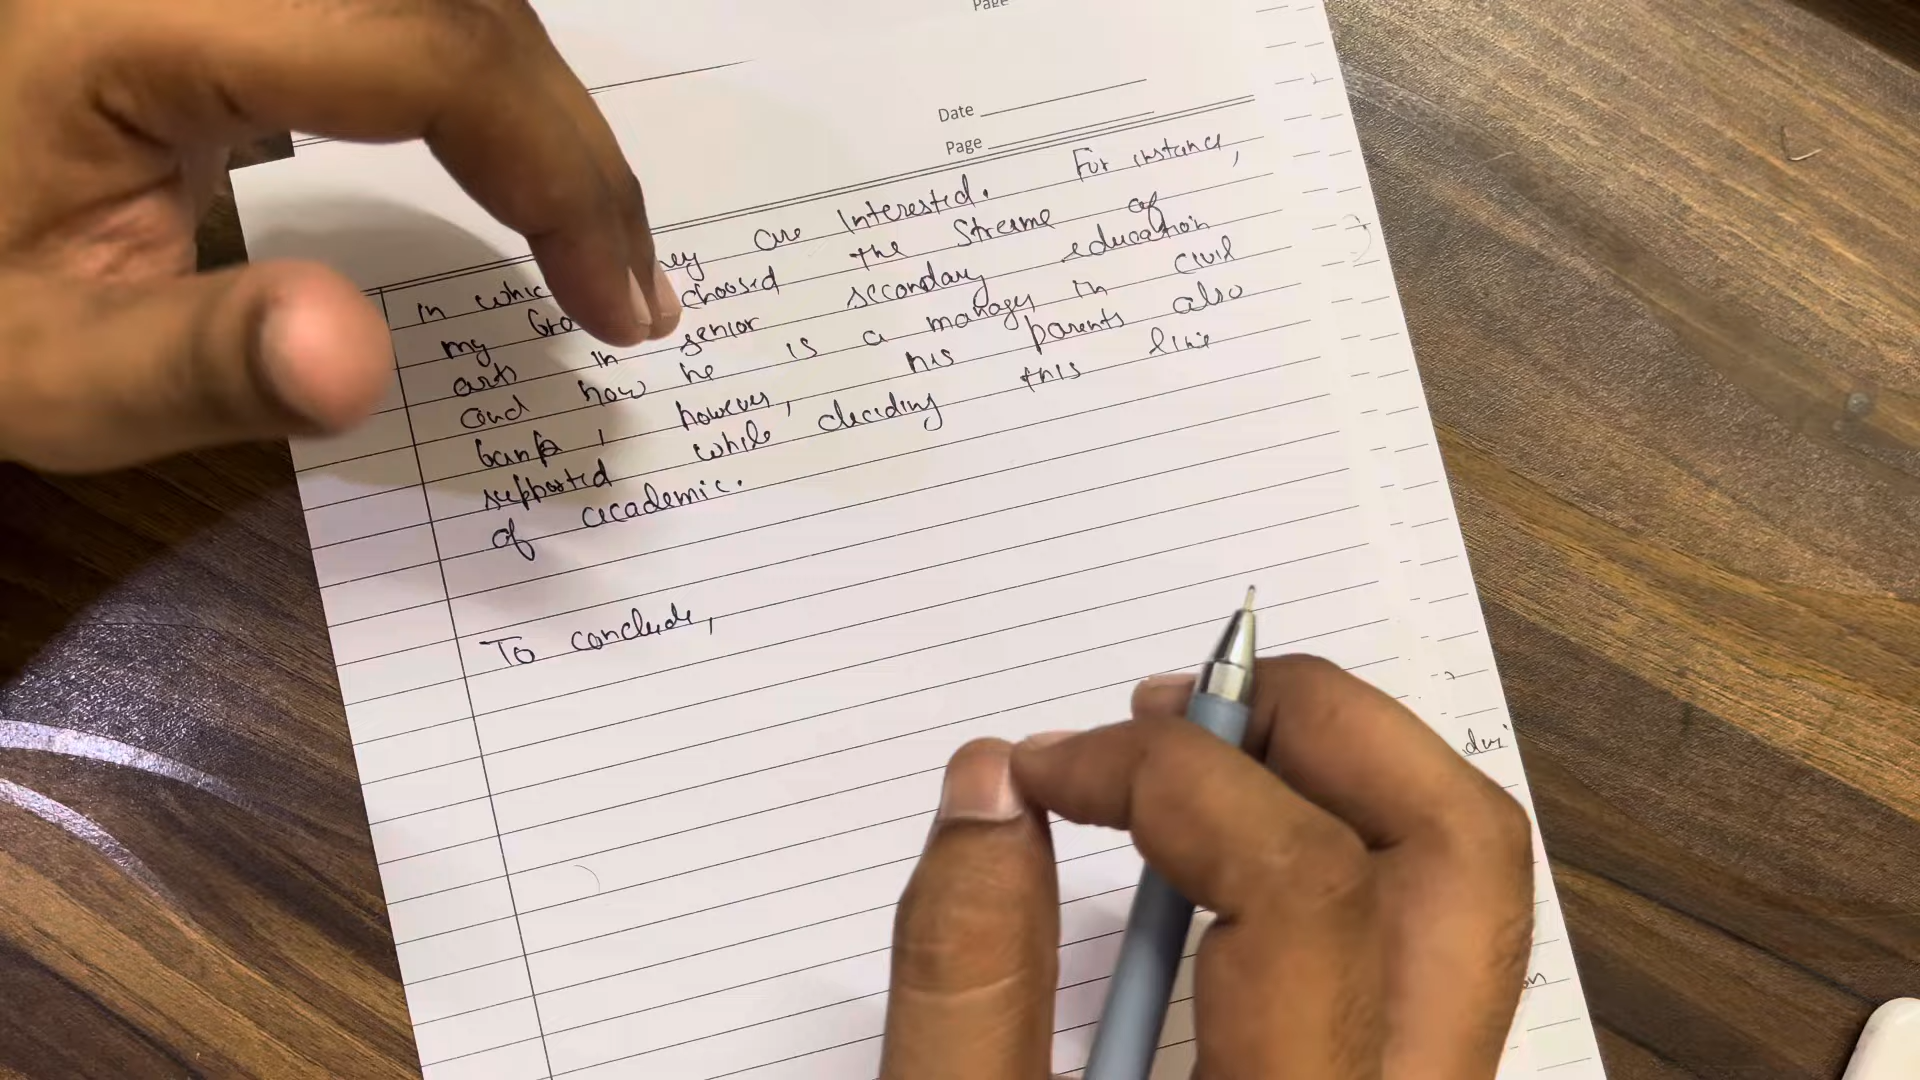 Page
Date
Page
in which they are Interested. For instance,
my choosed the Streme of
arts in senior secondary education
and how he is a manager in civil
bank, however, his parents also
supported while deciding this line
of academic.
To conclude,